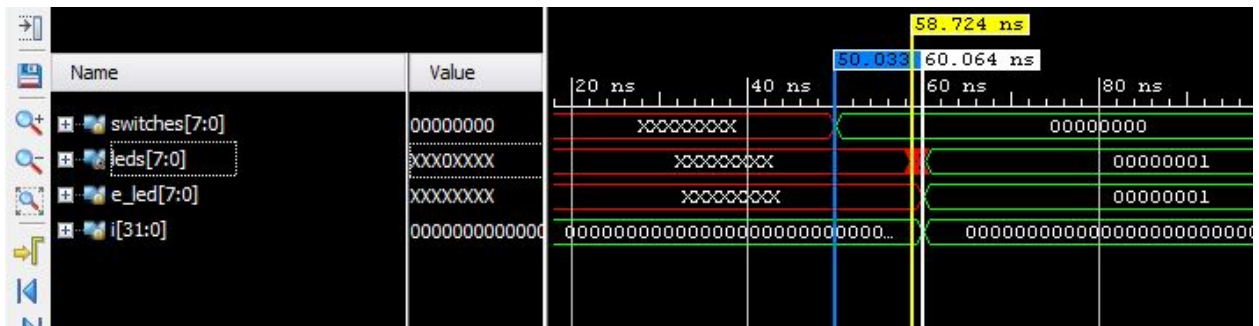 58.724 ns
50.033 60.064 ns
Name Value 20 ns 40 ns 60 ns 80 ns
switches[7:0] 00000000 XXXXXXXX 00000000
leds[7:0] XXX0XXXX XXXXXXXX 00000001
e_led[7:0] XXXXXXXX XXXXXXXX 00000001
i[31:0] 0000000000000 0000000000000000000000000000... 0000000000000000000000000